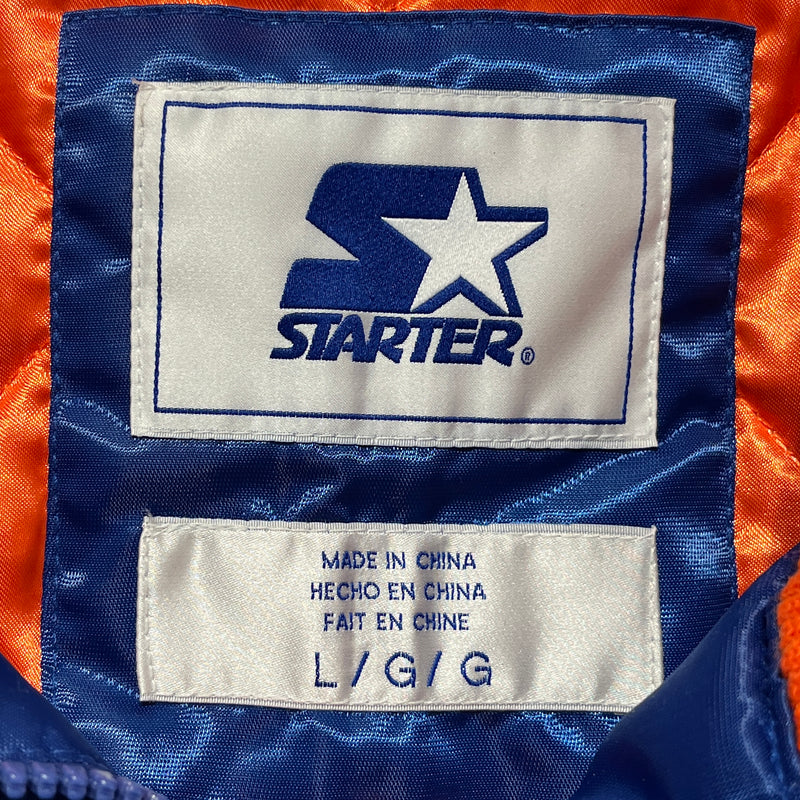 STARTER®
MADE IN CHINA
HECHO EN CHINA
FAIT EN CHINE
L/G/G